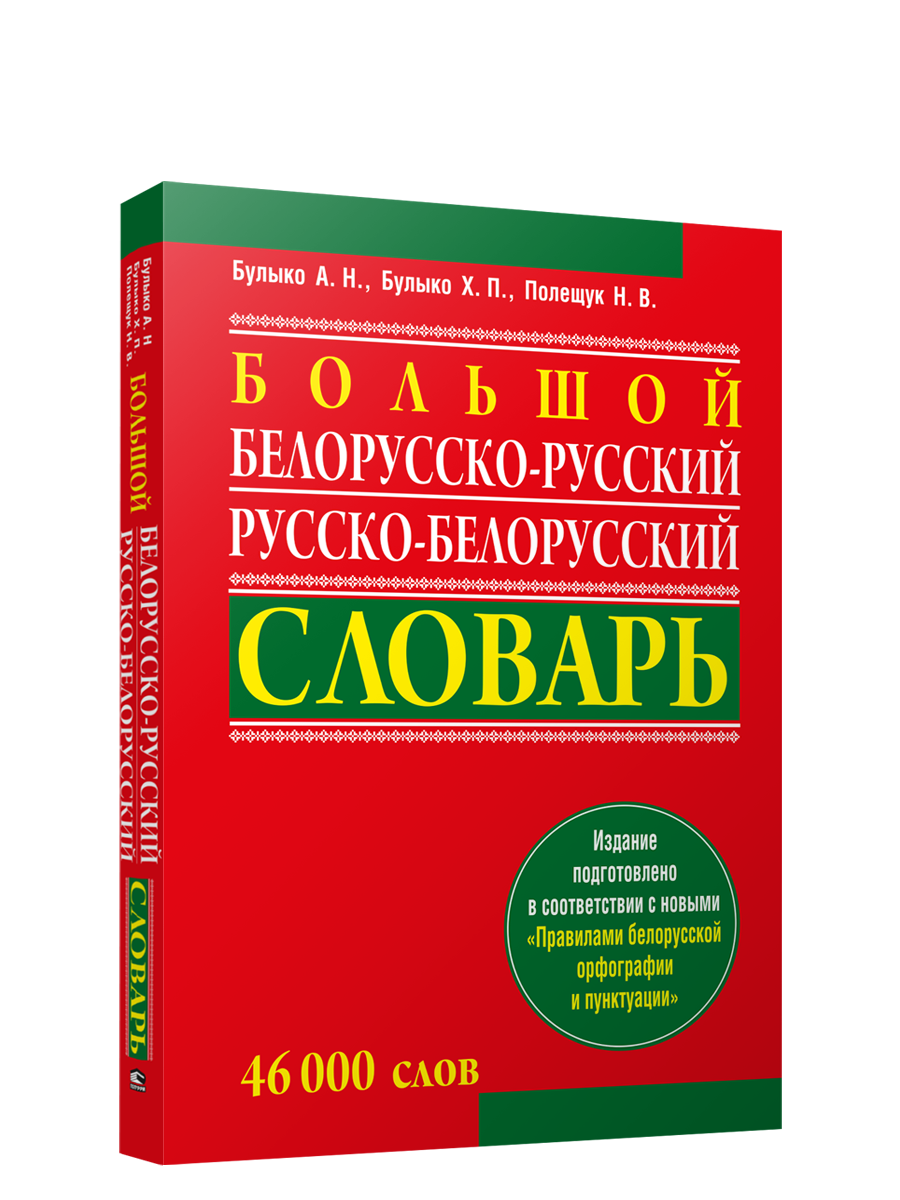 Булыко А. Н., Булыко Х. П., Полещук Н. В.
БОЛЬШОЙ
БЕЛОРУССКО-РУССКИЙ
РУССКО-БЕЛОРУССКИЙ
СЛОВАРЬ
Издание
подготовлено
в соответствии с новыми
«Правилами белорусской
орфографии
и пунктуации»
46 000 слов
Булыко А. Н
Булыко Х. П.
Полещук Н. В.
БОЛЬШОЙ
БЕЛОРУССКО-РУССКИЙ
РУССКО-БЕЛОРУССКИЙ
СЛОВАРЬ